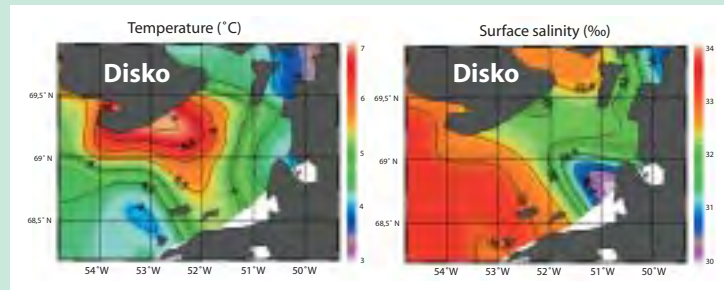 Temperature (˚C)
Disko
69,5˚ N
69˚ N
68,5˚ N
54˚W 53˚W 52˚W 51˚W 50˚W
7
6
5
4
3
Surface salinity (‰)
Disko
69,5˚ N
69˚ N
68,5˚ N
54˚W 53˚W 52˚W 51˚W 50˚W
34
33
32
31
30